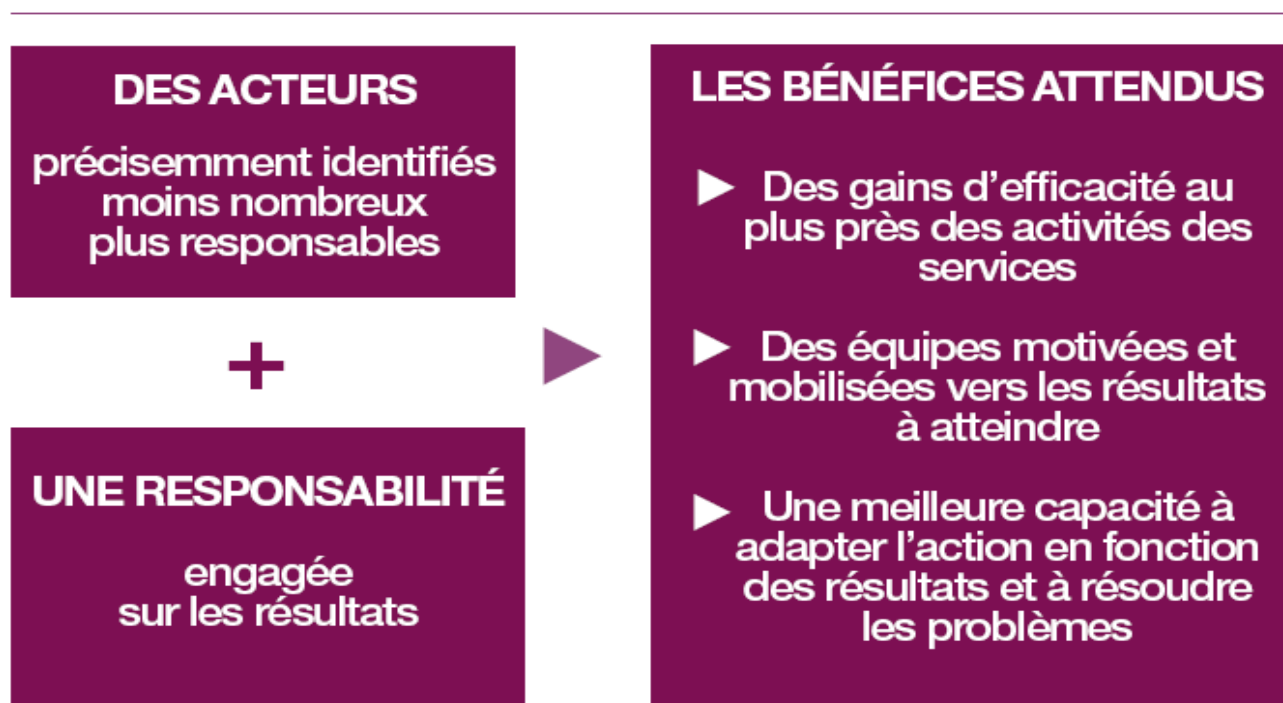 DES ACTEURS
précisemment identifiés
moins nombreux
plus responsables
+
UNE RESPONSABILITÉ
engagée
sur les résultats
LES BÉNÉFICES ATTENDUS
Des gains d’efficacité au
plus près des activités des
services
Des équipes motivées et
mobilisées vers les résultats
à atteindre
Une meilleure capacité à
adapter l’action en fonction
des résultats et à résoudre
les problèmes